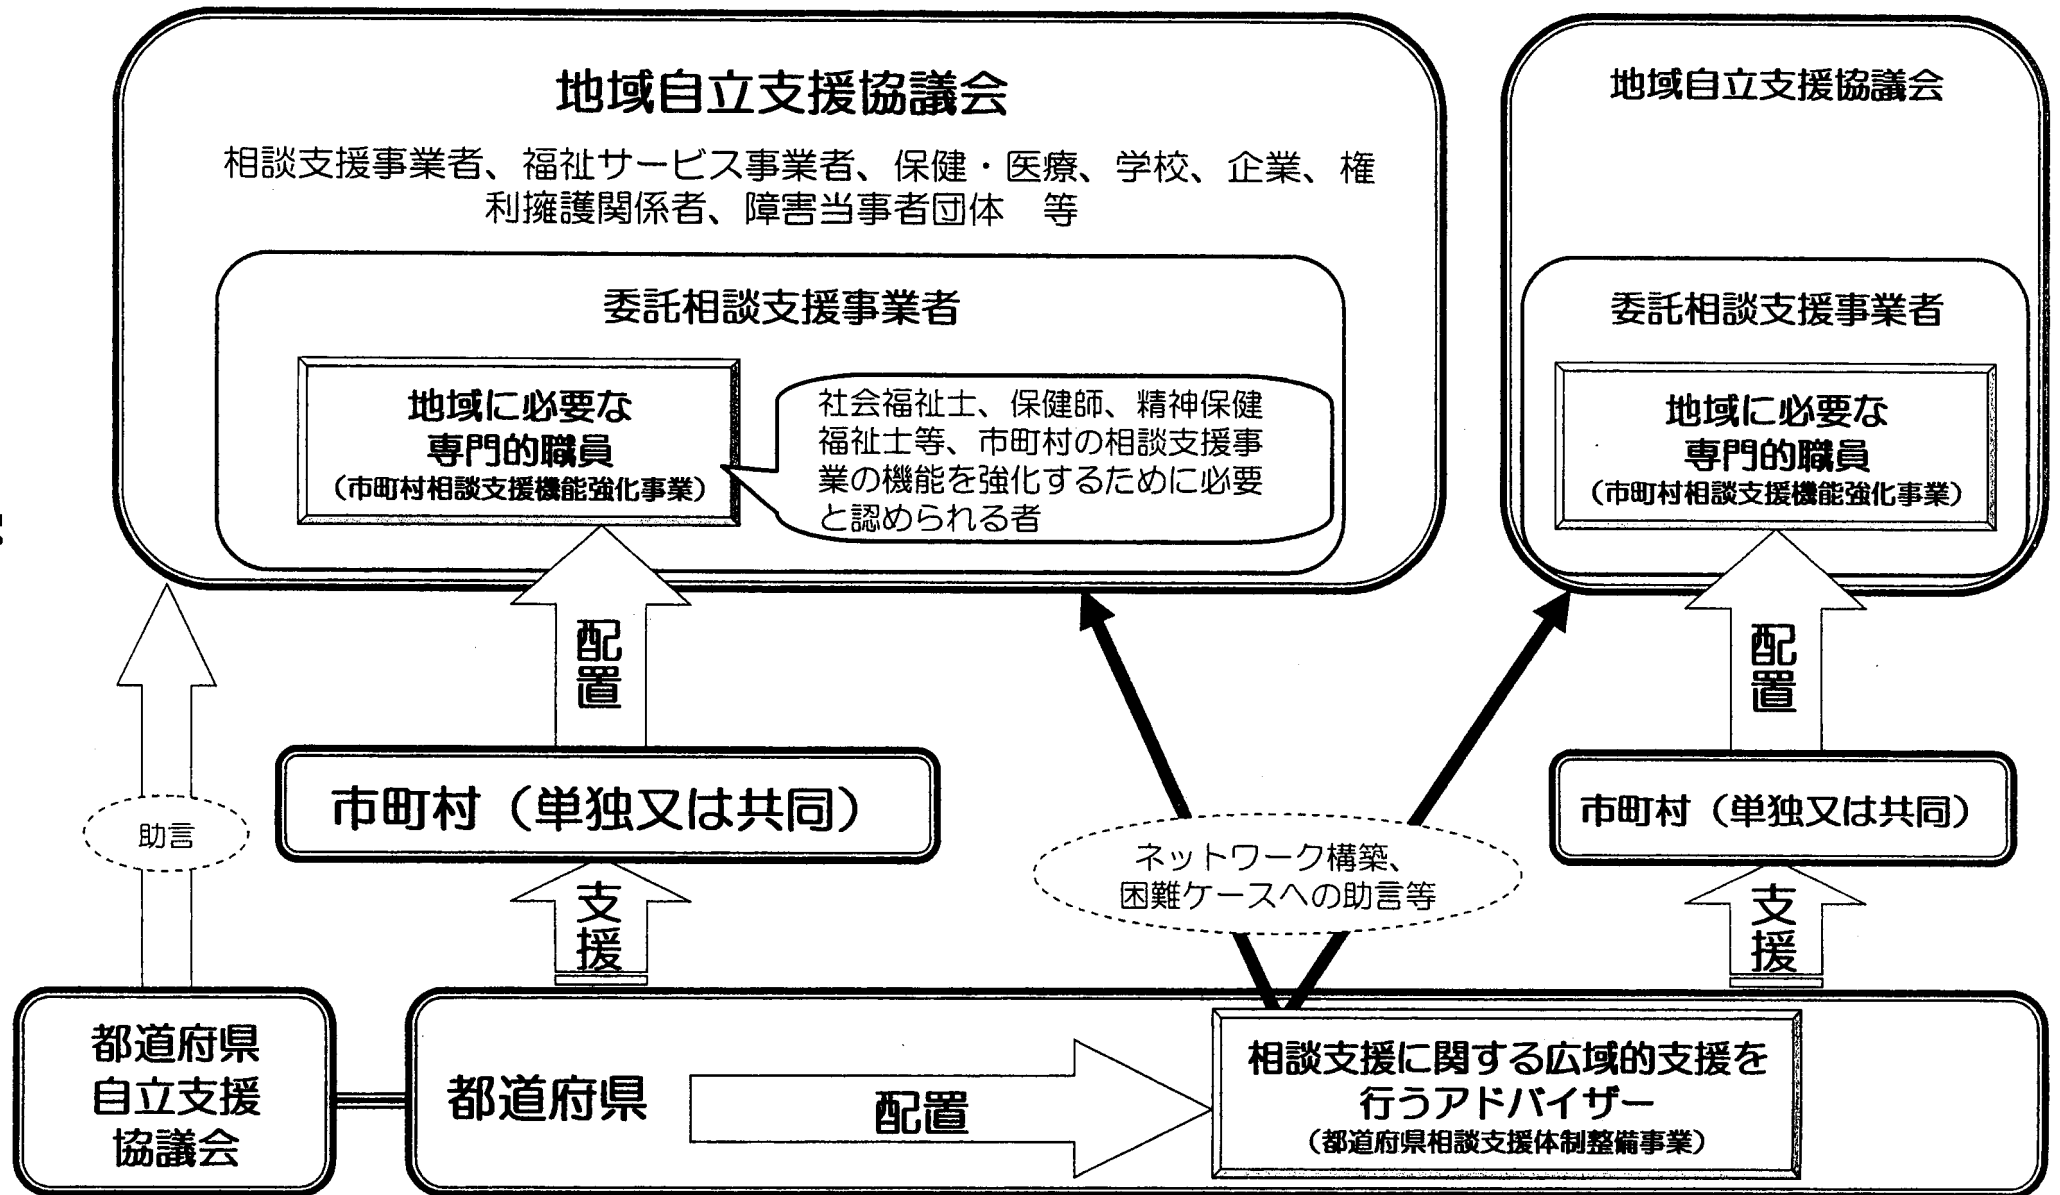 地域自立支援協議会
相談支援事業者、福祉サービス事業者、保健・医療、学校、企業、権
利擁護関係者、障害当事者団体　等
委託相談支援事業者
地域に必要な
専門的職員
（市町村相談支援機能強化事業）
社会福祉士、保健師、精神保健
福祉士等、市町村の相談支援事
業の機能を強化するために必要
と認められる者
地域自立支援協議会
委託相談支援事業者
地域に必要な
専門的職員
（市町村相談支援機能強化事業）
配置
配置
市町村（単独又は共同）
市町村（単独又は共同）
助言
ネットワーク構築、
困難ケースへの助言等
支援
支援
都道府県
自立支援
協議会
都道府県
配置
相談支援に関する広域的支援を
行うアドバイザー
（都道府県相談支援体制整備事業）